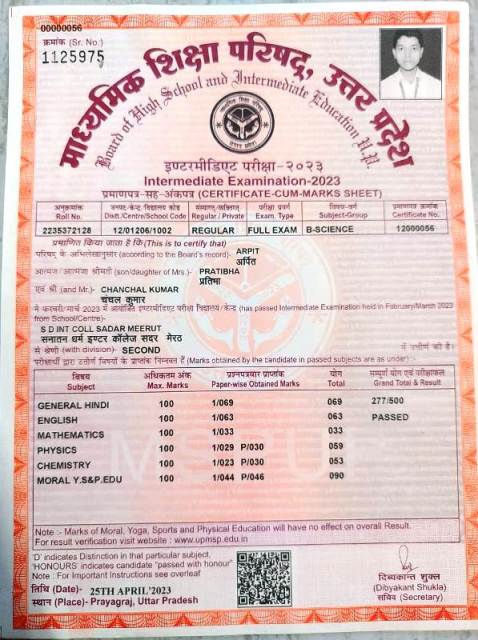 00000056
क्रमांक (Sr. No.)
1125975
माध्यमिक शिक्षा परिषद्, उत्तर प्रदेश
Board of High School and Intermediate Education U.P.
इण्टरमीडिएट परीक्षा-२०२३
Intermediate Examination-2023
प्रमाणपत्र-सह-अंकपत्र (CERTIFICATE-CUM-MARKS SHEET)
अनुक्रमांक जनपद/केन्द्र/विद्यालय कोड संस्थागत/व्यक्तिगत परीक्षा प्रकार विषय-वर्ग प्रमाणपत्र क्रमांक
Roll No. Distt./Centre/School Code Regular / Private Exam. Type Subject-Group Certificate No.
2235372128 12/01206/1002 REGULAR FULL EXAM B-SCIENCE 12000056
प्रमाणित किया जाता है कि (This is to certify that)
परिषद् के अभिलेखानुसार (according to the Board's record)- ARPIT
अर्पित
आत्मज/आत्मजा श्रीमती (son/daughter of Mrs.)- PRATIBHA
प्रतिभा
एवं श्री (and Mr.)- CHANCHAL KUMAR
चंचल कुमार
ने फरवरी/मार्च 2023 में आयोजित इण्टरमीडिएट परीक्षा विद्यालय/केन्द्र (has passed Intermediate Examination held in February/March 2023
from School/Centre)-
S D INT COLL SADAR MEERUT
सनातन धर्म इण्टर कॉलेज सदर मेरठ
से श्रेणी (with division)- SECOND में उत्तीर्ण की है।
परीक्षार्थी द्वारा उत्तीर्ण विषयों के प्राप्तांक निम्नवत हैं (Marks obtained by the candidate in passed subjects are as under) :-
विषय अधिकतम अंक प्रश्नपत्रवार प्राप्तांक योग सम्पूर्ण योग एवं परीक्षाफल
Subject Max. Marks Paper-wise Obtained Marks Total Grand Total & Result
GENERAL HINDI 100 1/069 069 277/500
ENGLISH 100 1/063 063 PASSED
MATHEMATICS 100 1/033 033
PHYSICS 100 1/029 P/030 059
CHEMISTRY 100 1/023 P/030 053
MORAL Y.S&P.EDU 100 1/044 P/046 090
Note :- Marks of Moral, Yoga, Sports and Physical Education will have no effect on overall Result.
For result verification visit website : www.upmsp.edu.in
'D' indicates Distinction in that particular subject.
'HONOURS' indicates candidate "passed with honour"
Note : For Important Instructions see overleaf
तिथि (Date)- 25TH APRIL'2023
स्थान (Place)- Prayagraj, Uttar Pradesh
दिब्यकान्त शुक्ल
(Dibyakant Shukla)
सचिव (Secretary)